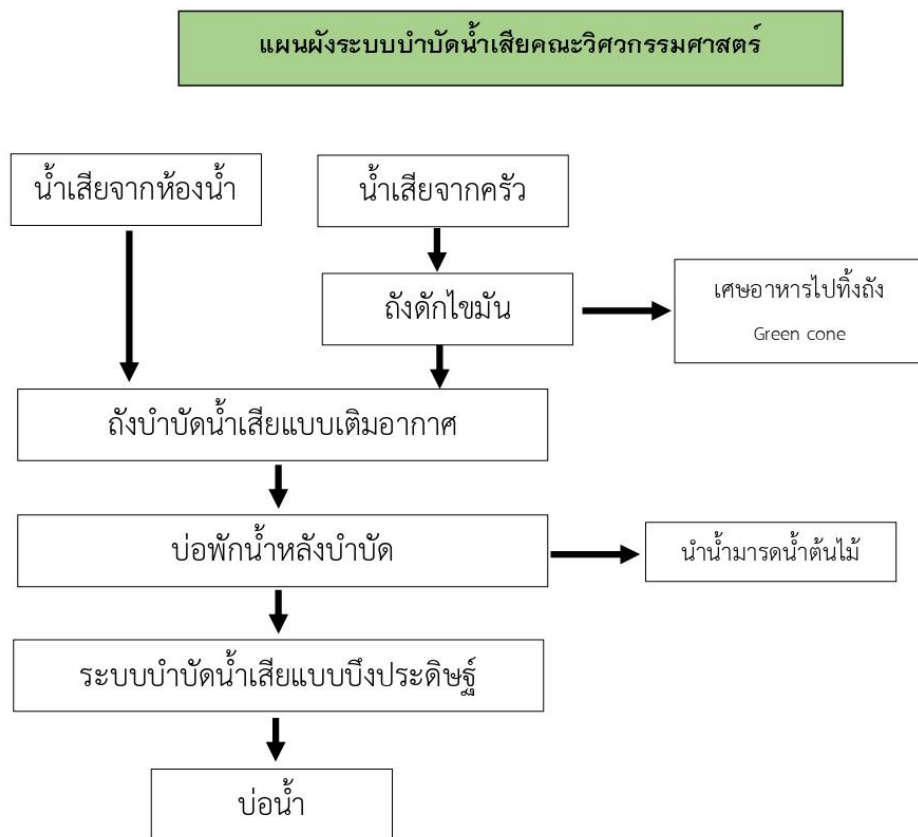 แผนผังระบบบำบัดน้ำเสียคณะวิศวกรรมศาสตร์
น้ำเสียจากห้องน้ำ
น้ำเสียจากครัว
ถังดักไขมัน
เศษอาหารไปทิ้งถัง
Green cone
ถังบำบัดน้ำเสียแบบเติมอากาศ
บ่อพักน้ำหลังบำบัด
นำน้ำมารดน้ำต้นไม้
ระบบบำบัดน้ำเสียแบบบึงประดิษฐ์
บ่อน้ำ